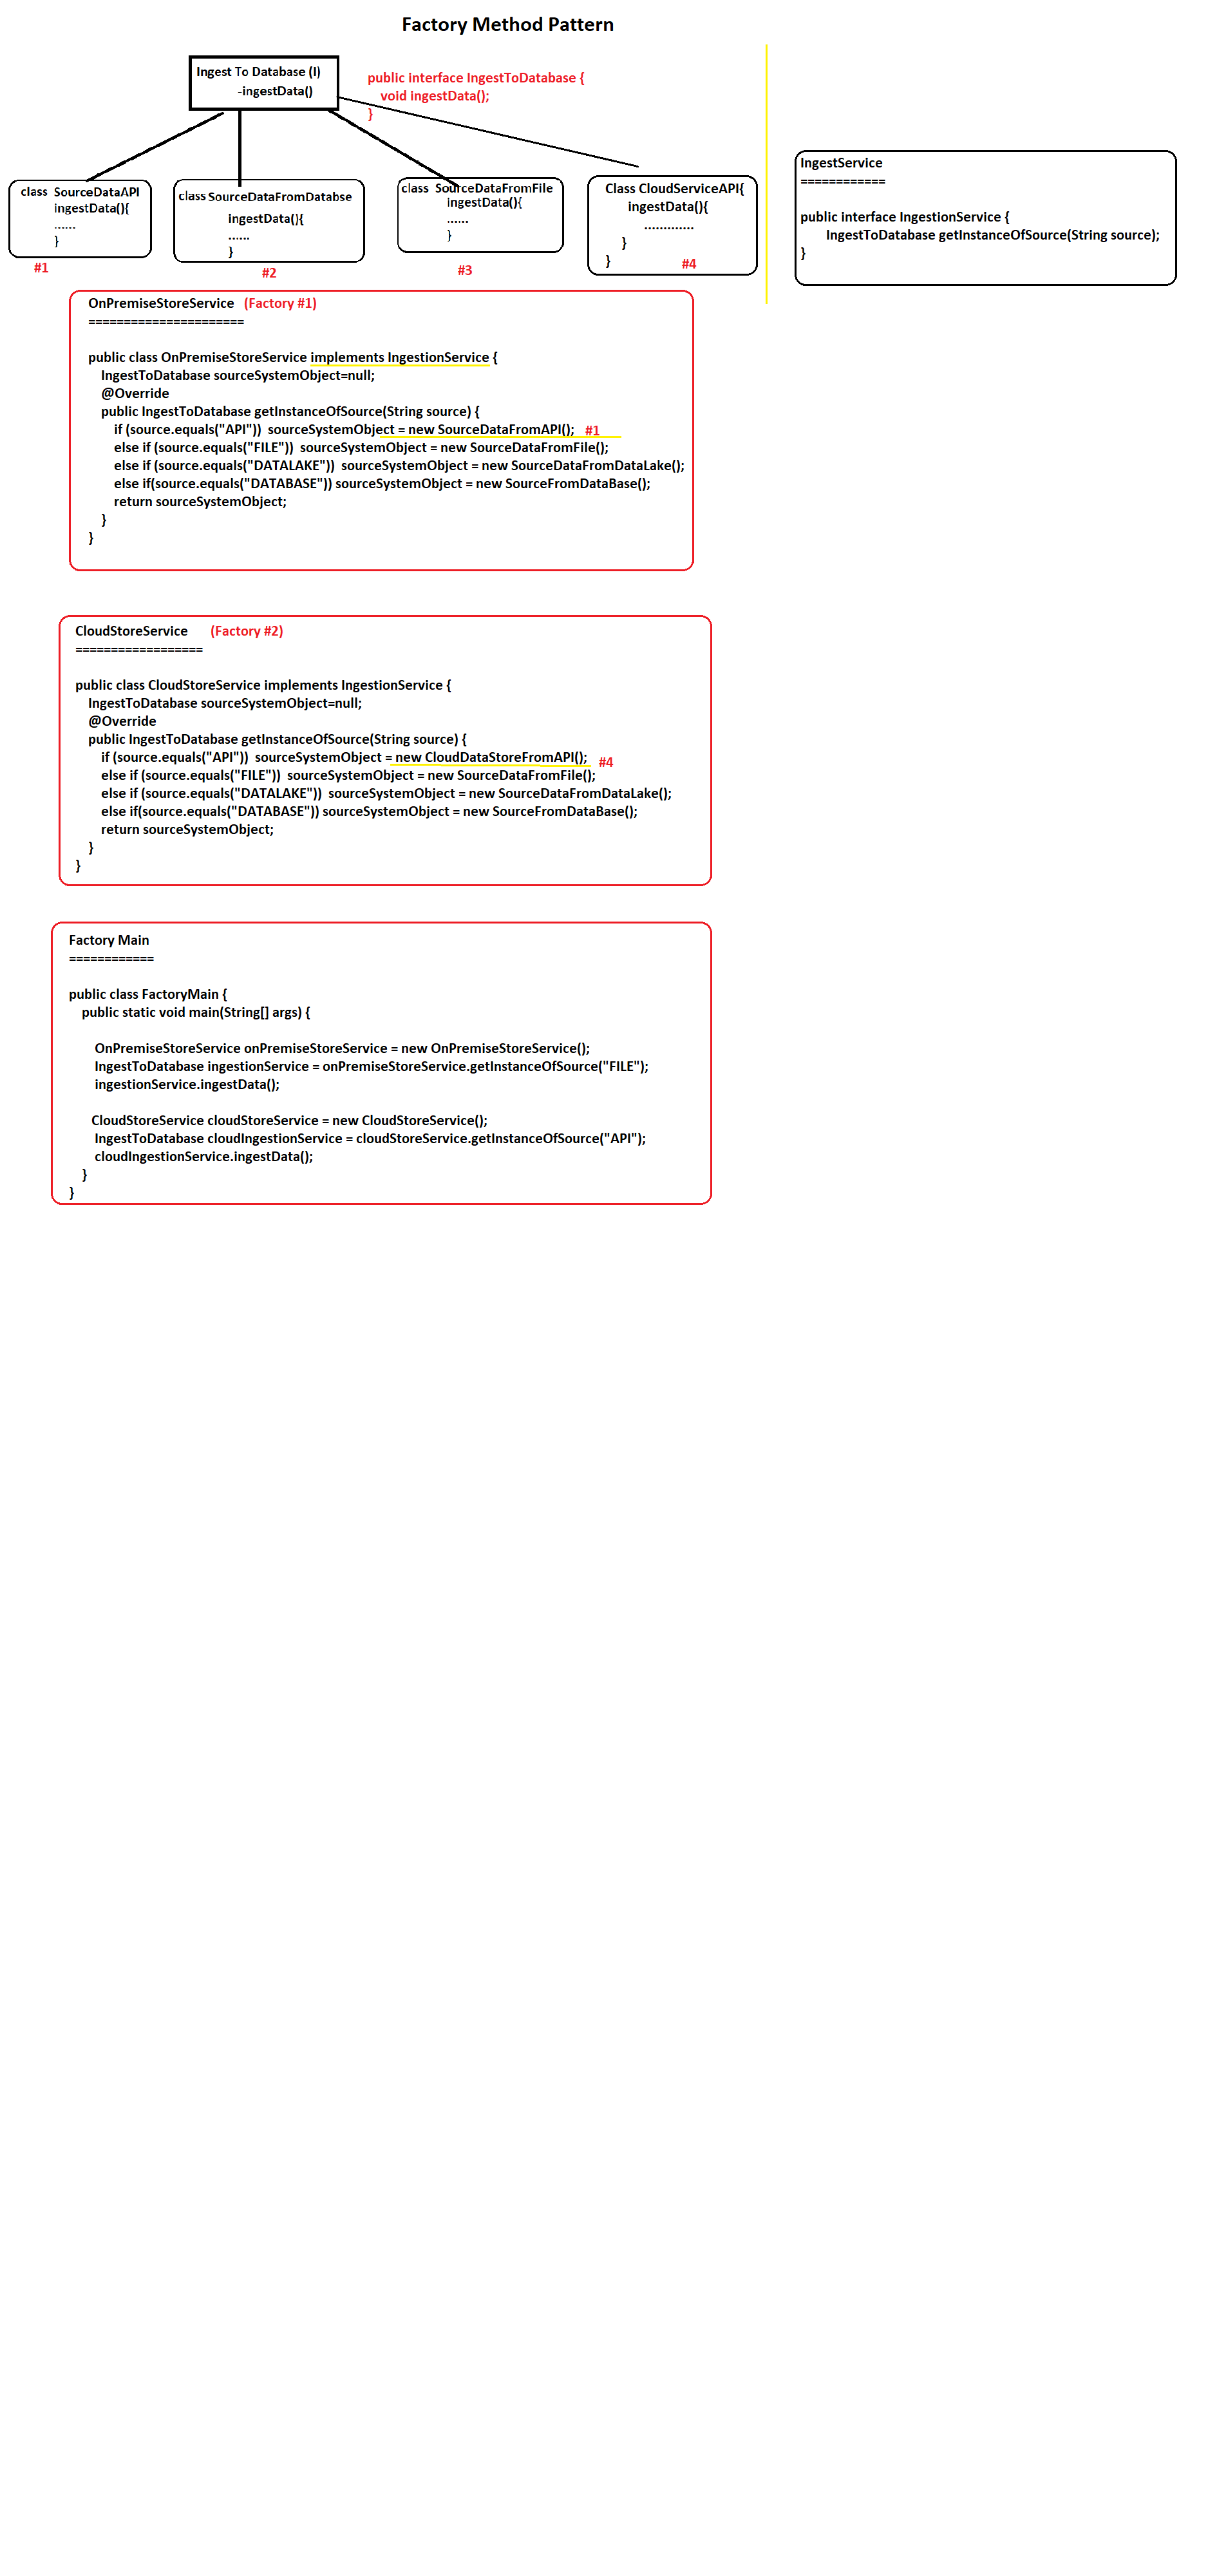 Factory Method Pattern
Ingest To Database (I)
-ingestData()
public interface IngestToDatabase {
void ingestData();
}
class SourceDataAPI
ingestData(){
......
}
#1
class SourceDataFromDatabse
ingestData(){
......
}
#2
class SourceDataFromFile
ingestData(){
......
}
#3
Class CloudServiceAPI{
ingestData(){
.............
}
}
#4
IngestService
============
public interface IngestionService {
IngestToDatabase getInstanceOfSource(String source);
}
OnPremiseStoreService (Factory #1)
======================
public class OnPremiseStoreService implements IngestionService {
IngestToDatabase sourceSystemObject=null;
@Override
public IngestToDatabase getInstanceOfSource(String source) {
if (source.equals("API")) sourceSystemObject = new SourceDataFromAPI(); #1
else if (source.equals("FILE")) sourceSystemObject = new SourceDataFromFile();
else if (source.equals("DATALAKE")) sourceSystemObject = new SourceDataFromDataLake();
else if(source.equals("DATABASE")) sourceSystemObject = new SourceFromDataBase();
return sourceSystemObject;
}
}
CloudStoreService (Factory #2)
==================
public class CloudStoreService implements IngestionService {
IngestToDatabase sourceSystemObject=null;
@Override
public IngestToDatabase getInstanceOfSource(String source) {
if (source.equals("API")) sourceSystemObject = new CloudDataStoreFromAPI(); #4
else if (source.equals("FILE")) sourceSystemObject = new SourceDataFromFile();
else if (source.equals("DATALAKE")) sourceSystemObject = new SourceDataFromDataLake();
else if(source.equals("DATABASE")) sourceSystemObject = new SourceFromDataBase();
return sourceSystemObject;
}
}
Factory Main
============
public class FactoryMain {
public static void main(String[] args) {
OnPremiseStoreService onPremiseStoreService = new OnPremiseStoreService();
IngestToDatabase ingestionService = onPremiseStoreService.getInstanceOfSource("FILE");
ingestionService.ingestData();
CloudStoreService cloudStoreService = new CloudStoreService();
IngestToDatabase cloudIngestionService = cloudStoreService.getInstanceOfSource("API");
cloudIngestionService.ingestData();
}
}